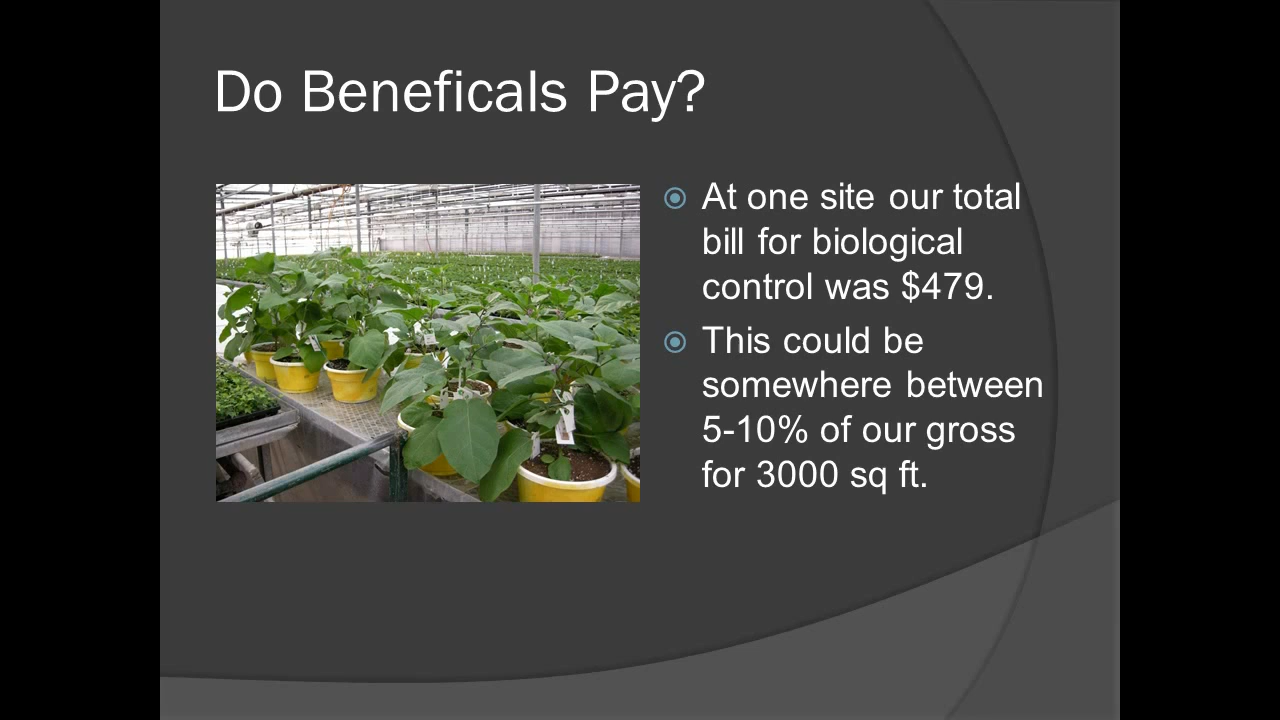 Do Beneficals Pay?
At one site our total
bill for biological
control was $479.
This could be
somewhere between
5-10% of our gross
for 3000 sq ft.